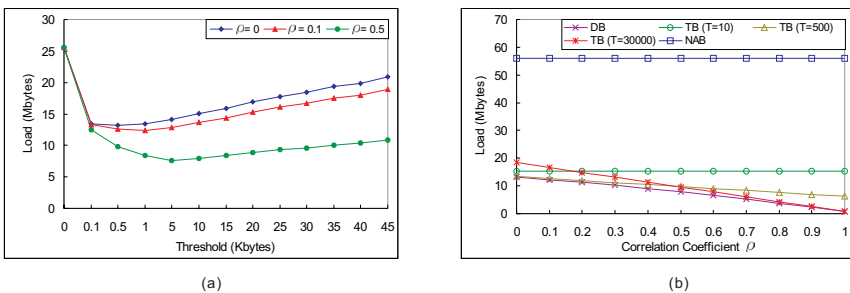 ρ= 0 ρ = 0.1 ρ = 0.5
30
25
20
15
10
5
0
Load (Mbytes)
0 0.1 0.5 1 5 10 15 20 25 30 35 40 45
Threshold (Kbytes)
(a)
DB TB (T=10) TB (T=500)
TB (T=30000) NAB
70
60
50
40
30
20
10
0
Load (Mbytes)
0 0.1 0.2 0.3 0.4 0.5 0.6 0.7 0.8 0.9 1
Correlation Coefficient ρ
(b)